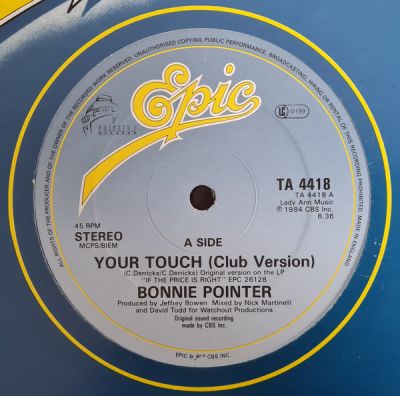 ALL RIGHTS OF THE PRODUCER AND OF THE OWNER OF THE WORK RECORDED RESERVED. UNAUTHORISED COPYING, PUBLIC PERFORMANCE, BROADCASTING, HIRING OR RENTAL OF THIS RECORDING PROHIBITED
Epic
LC 0199
TA 4418
TA 4418 A
Lady Ann Music
℗ 1984 CBS Inc.
6.36
45 RPM
STEREO
MCPS/BIEM
A SIDE
YOUR TOUCH (Club Version)
(C.Derricks/C.Derricks) Original version on the LP
"IF THE PRICE IS RIGHT" EPC 26128
BONNIE POINTER
Produced by Jeffrey Bowen Mixed by Nick Martinelli
and David Todd for Watchout Productions
Original sound recording
made by CBS Inc.
CBS INC.